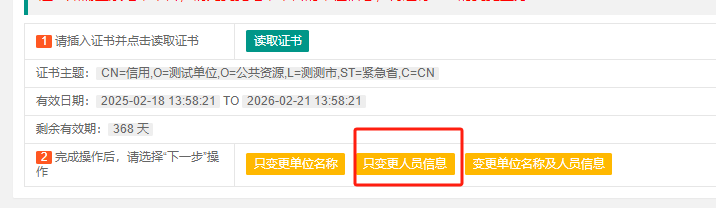 1 请插入证书并点击读取证书 读取证书
证书主题: CN=信用,O=测试单位,O=公共资源,L=测测市,ST=紧急省,C=CN
有效日期: 2025-02-18 13:58:21 TO 2026-02-21 13:58:21
剩余有效期: 368 天
2 完成操作后，请选择“下一步”操作 只变更单位名称 只变更人员信息 变更单位名称及人员信息